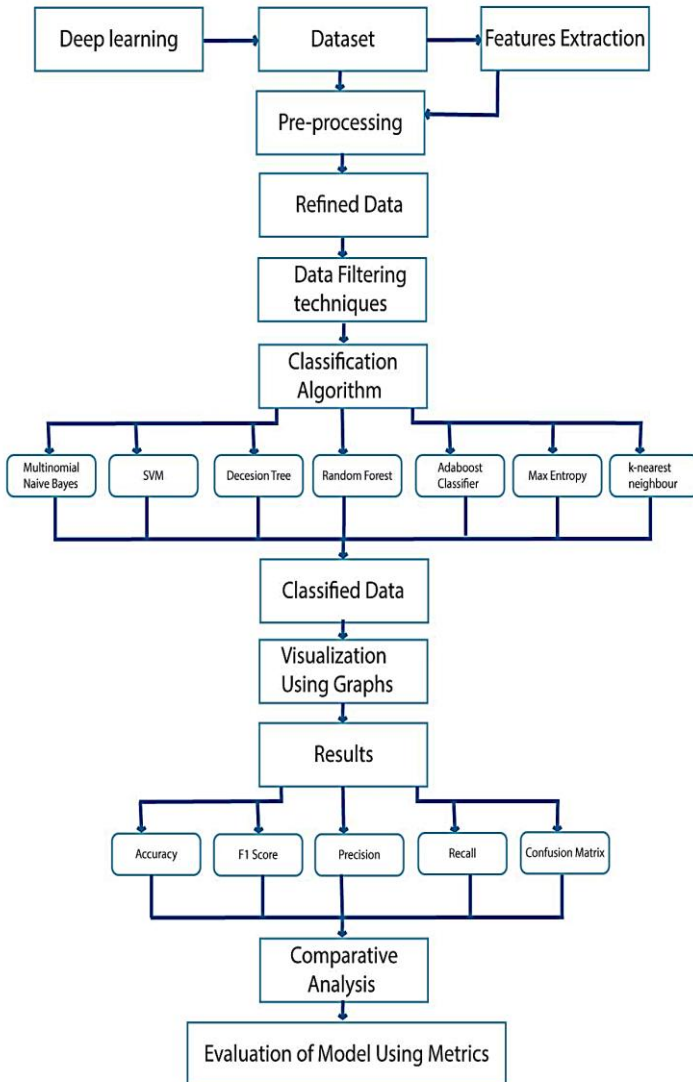 Deep learning
Dataset
Features Extraction
Pre-processing
Refined Data
Data Filtering
techniques
Classification
Algorithm
Multinomial
Naive Bayes
SVM
Decesion Tree
Random Forest
Adaboost
Classifier
Max Entropy
k-nearest
neighbour
Classified Data
Visualization
Using Graphs
Results
Accuracy
F1 Score
Precision
Recall
Confusion Matrix
Comparative
Analysis
Evaluation of Model Using Metrics